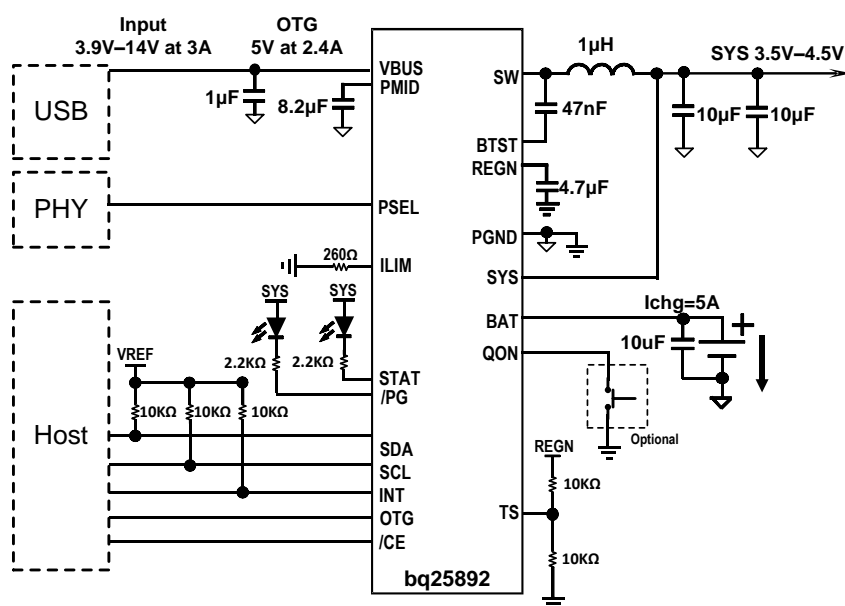 Input
3.9V–14V at 3A
OTG
5V at 2.4A
USB
1µF
8.2µF
VBUS
PMID
SW
1µH
SYS 3.5V–4.5V
47nF
10µF
10µF
BTST
REGN
4.7µF
PHY
PSEL
PGND
260Ω
ILIM
SYS
SYS
SYS
Ichg=5A
BAT
10uF
QON
VREF
2.2KΩ
2.2KΩ
STAT
/PG
10KΩ
10KΩ
10KΩ
Host
Optional
SDA
SCL
INT
OTG
/CE
REGN
10KΩ
TS
10KΩ
bq25892